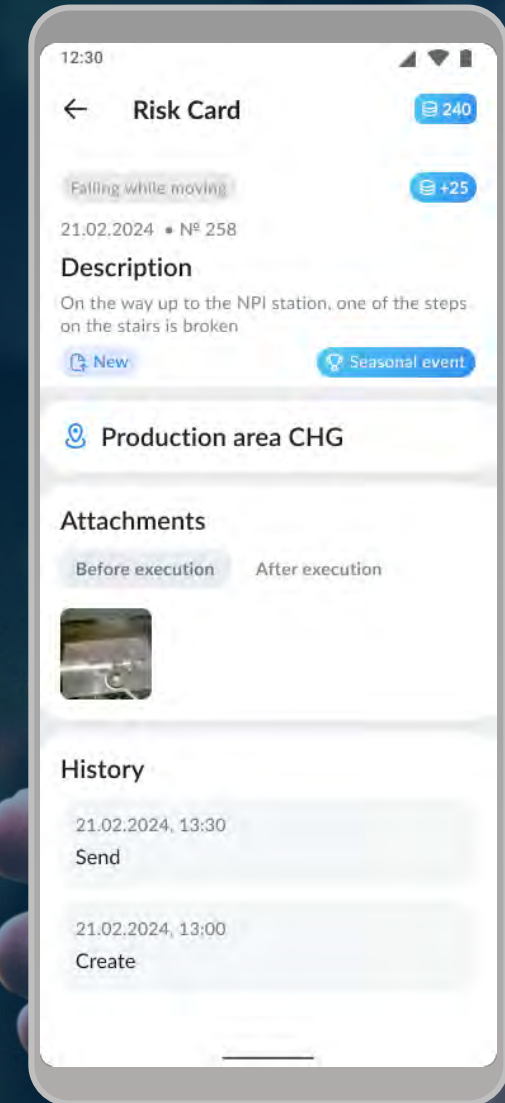 12:30
Risk Card
240
Falling while moving
+25
21.02.2024 • № 258
Description
On the way up to the NPI station, one of the steps
on the stairs is broken
New
Seasonal event
Production area CHG
Attachments
Before execution
After execution
History
21.02.2024, 13:30
Send
21.02.2024, 13:00
Create